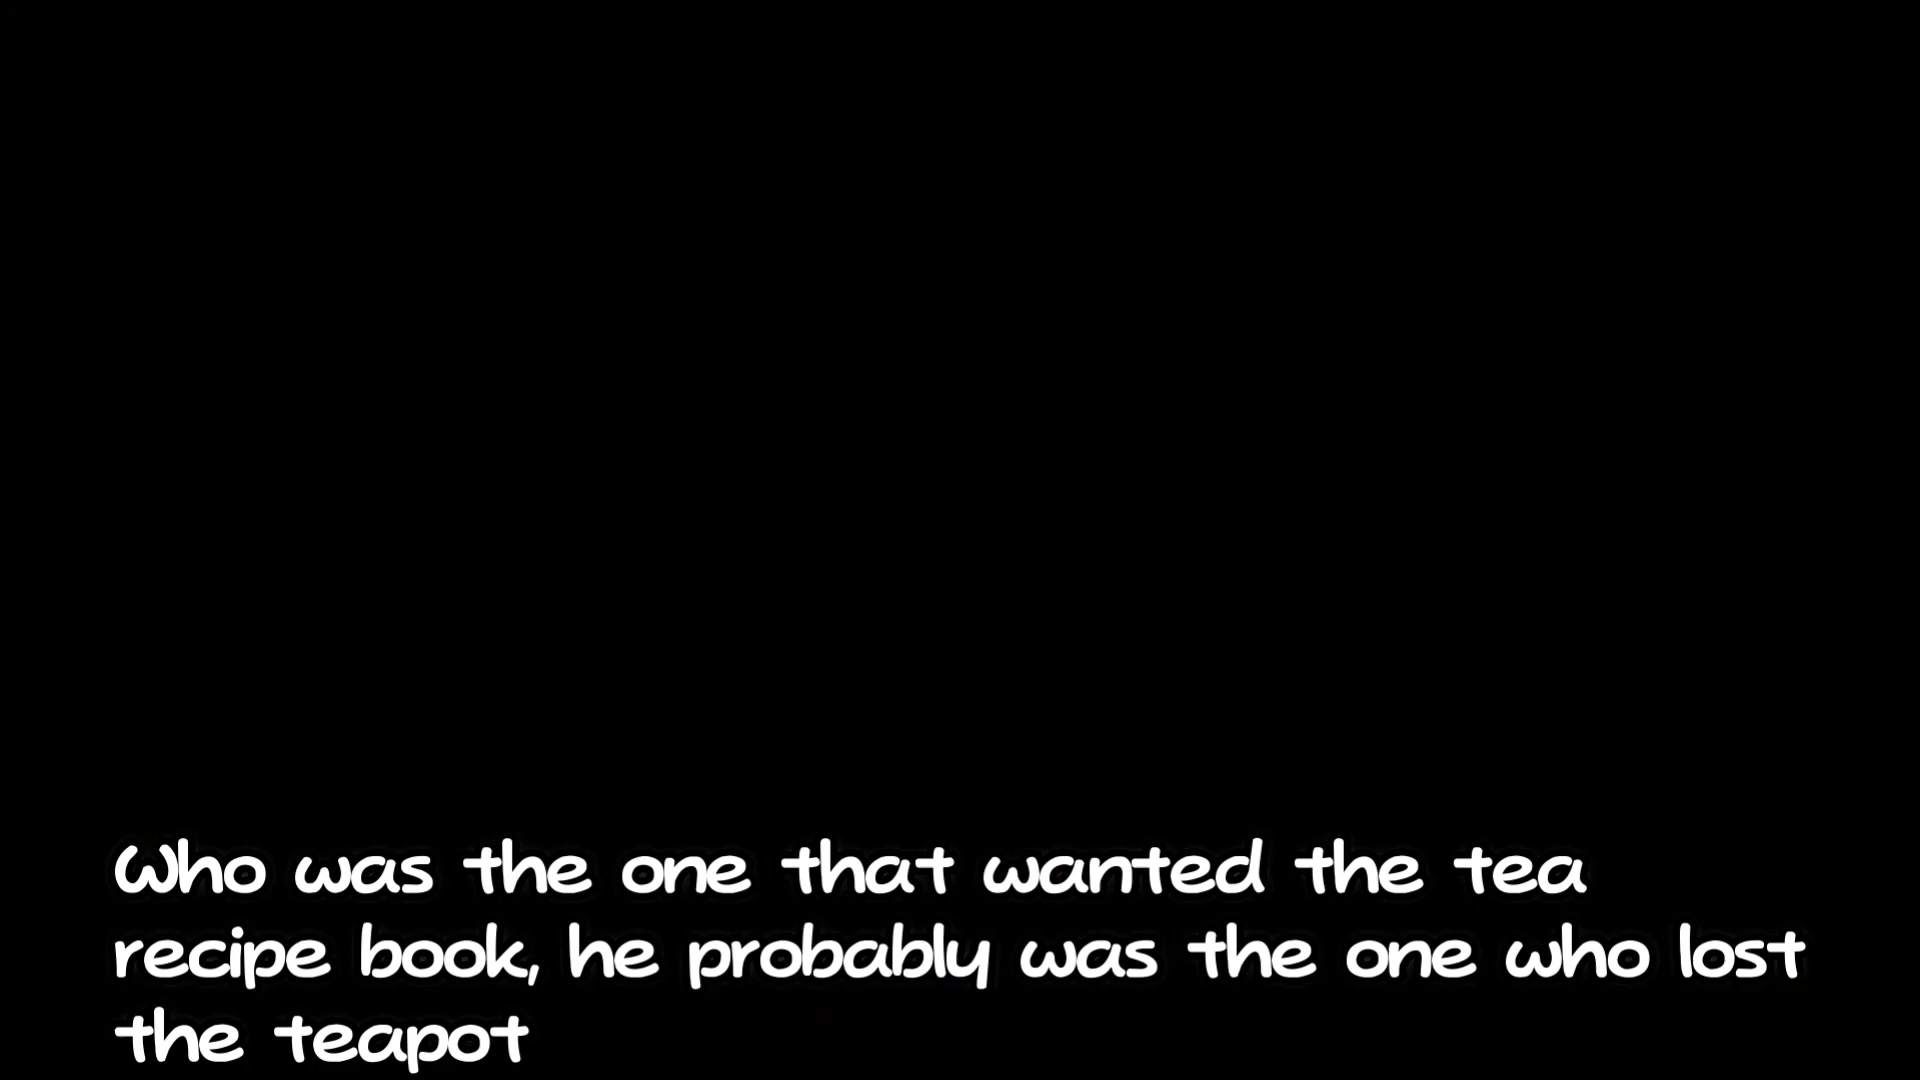 Who was the one that wanted the tea
recipe book, he probably was the one who lost
the teapot